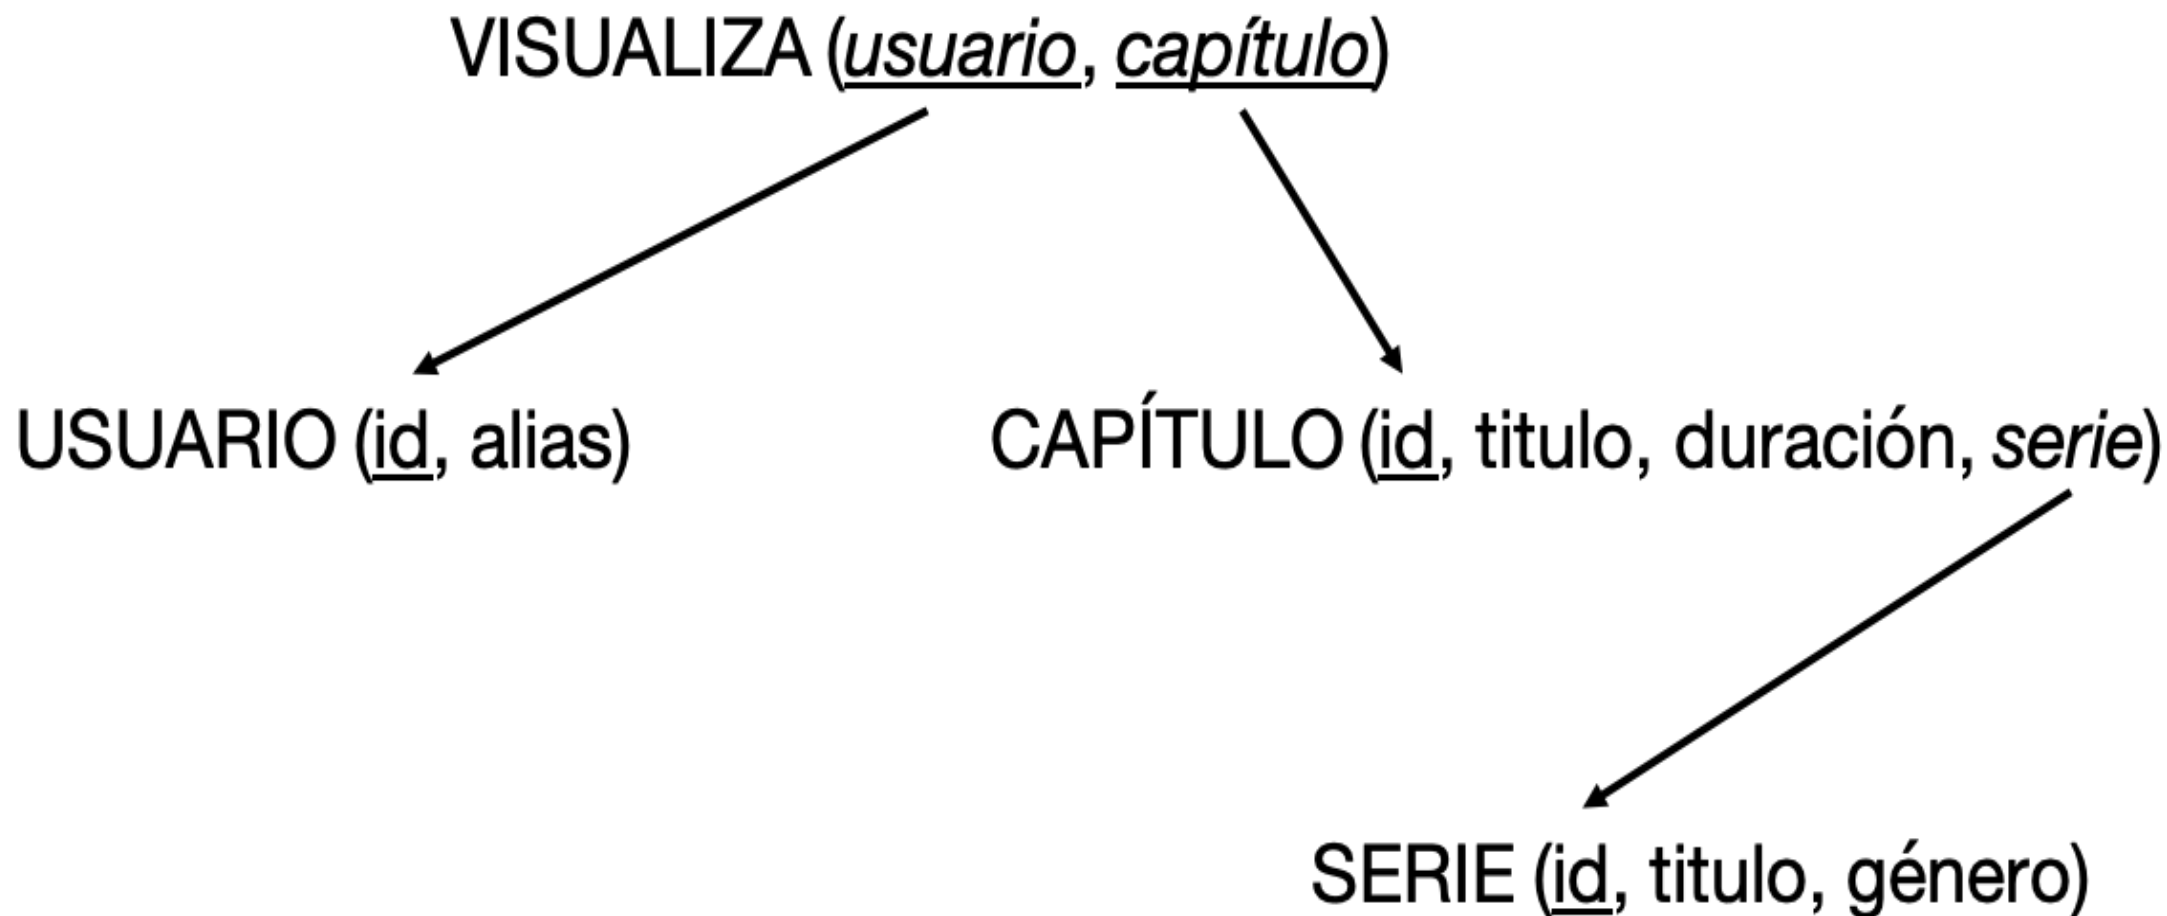 VISUALIZA (usuario, capítulo)
USUARIO (id, alias)
CAPÍTULO (id, titulo, duración, serie)
SERIE (id, titulo, género)